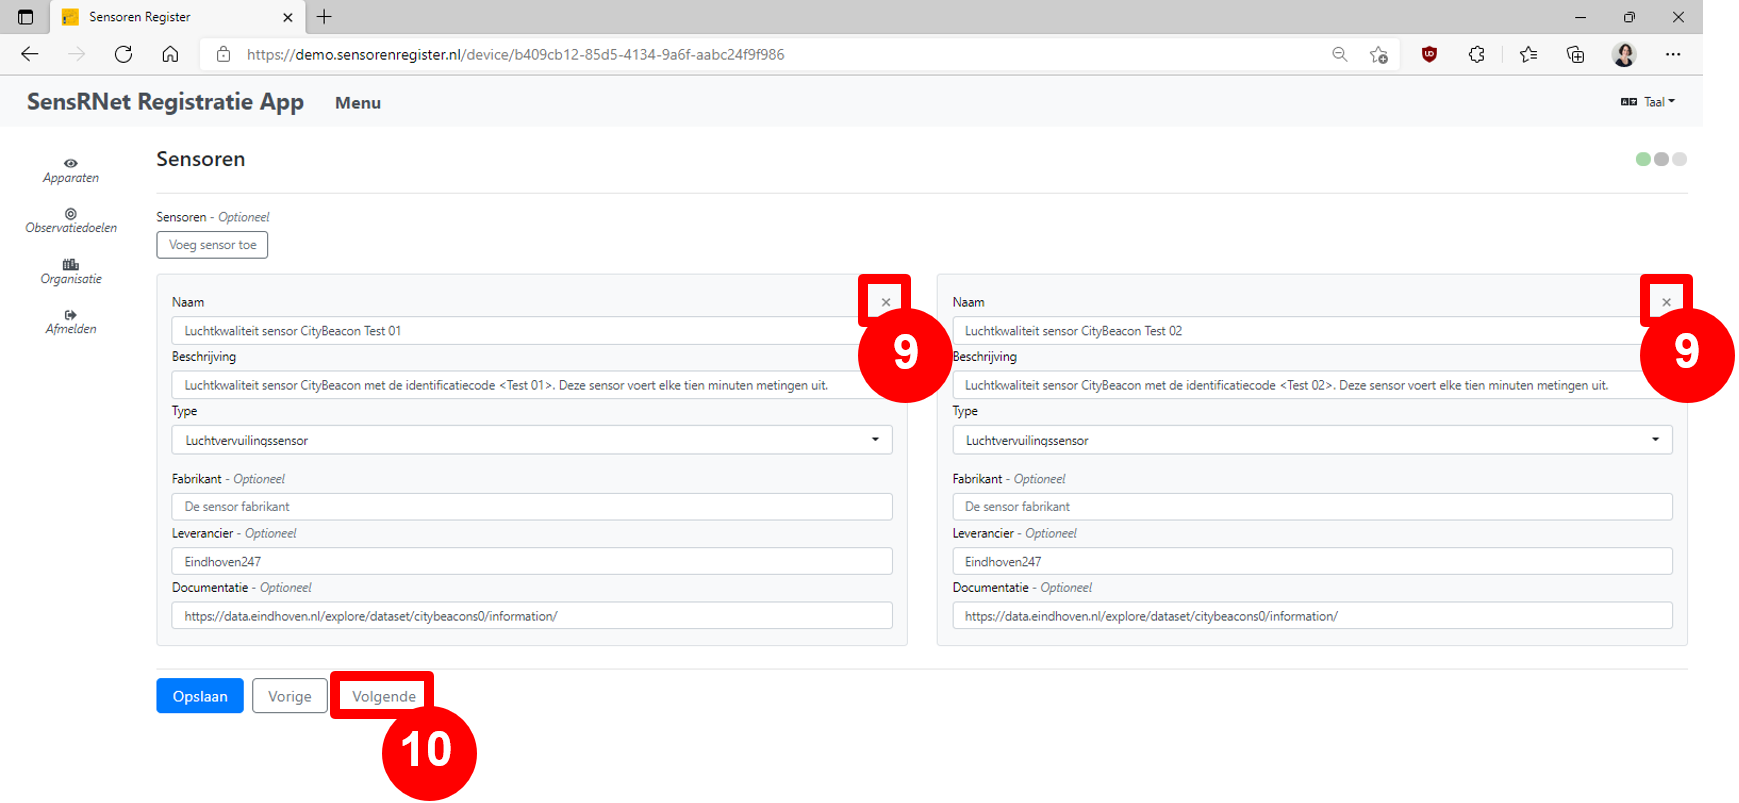 Sensoren Register
https://demo.sensorenregister.nl/device/b409cb12-85d5-4134-9a6f-aabc24f9f986
SensRNet Registratie App
Menu
Taal
Apparaten
Observatiedoelen
Organisatie
Afmelden
Sensoren
Sensoren - Optioneel
Voeg sensor toe
Naam
Luchtkwaliteit sensor CityBeacon Test 01
Beschrijving
Luchtkwaliteit sensor CityBeacon met de identificatiecode <Test 01>. Deze sensor voert elke tien minuten metingen uit.
Type
Luchtvervuilingssensor
Fabrikant - Optioneel
De sensor fabrikant
Leverancier - Optioneel
Eindhoven247
Documentatie - Optioneel
https://data.eindhoven.nl/explore/dataset/citybeacons0/information/
9
Naam
Luchtkwaliteit sensor CityBeacon Test 02
Beschrijving
Luchtkwaliteit sensor CityBeacon met de identificatiecode <Test 02>. Deze sensor voert elke tien minuten metingen uit.
Type
Luchtvervuilingssensor
Fabrikant - Optioneel
De sensor fabrikant
Leverancier - Optioneel
Eindhoven247
Documentatie - Optioneel
https://data.eindhoven.nl/explore/dataset/citybeacons0/information/
9
Opslaan
Vorige
Volgende
10